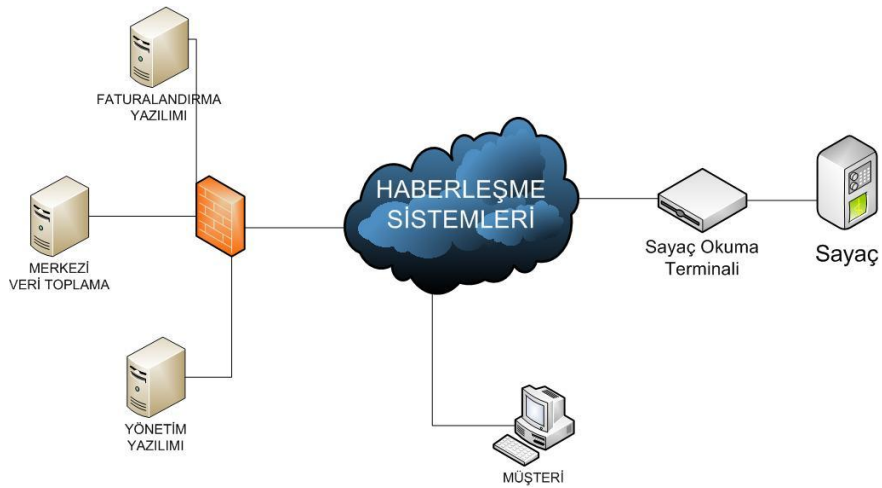 FATURALANDIRMA
YAZILIMI
HABERLEŞME
SİSTEMLERİ
MERKEZİ
VERİ TOPLAMA
Sayaç Okuma
Terminali
Sayaç
YÖNETİM
YAZILIMI
MÜŞTERİ